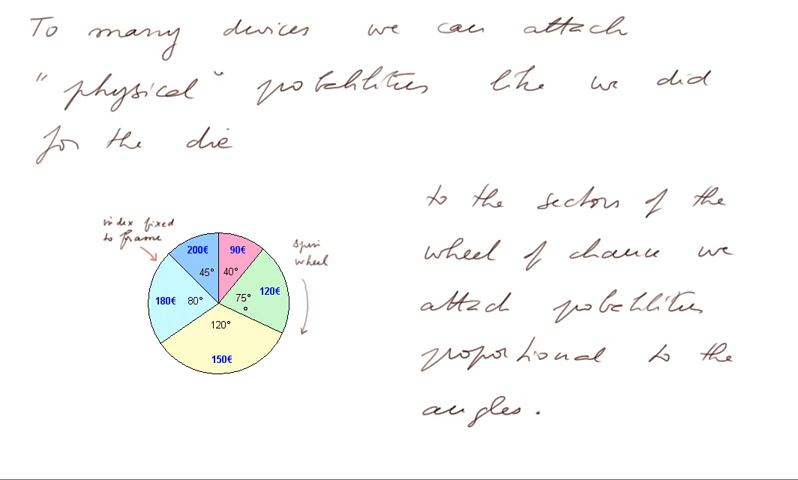 To many devices we can attach
"physical" probabilities like we did
for the die
to the sectors of the
wheel of chance we
attach probabilities
proportional to the
angles.
index fixed
to frame
spin
wheel
200€
90€
45°
40°
120€
180€
80°
75°
120°
150€